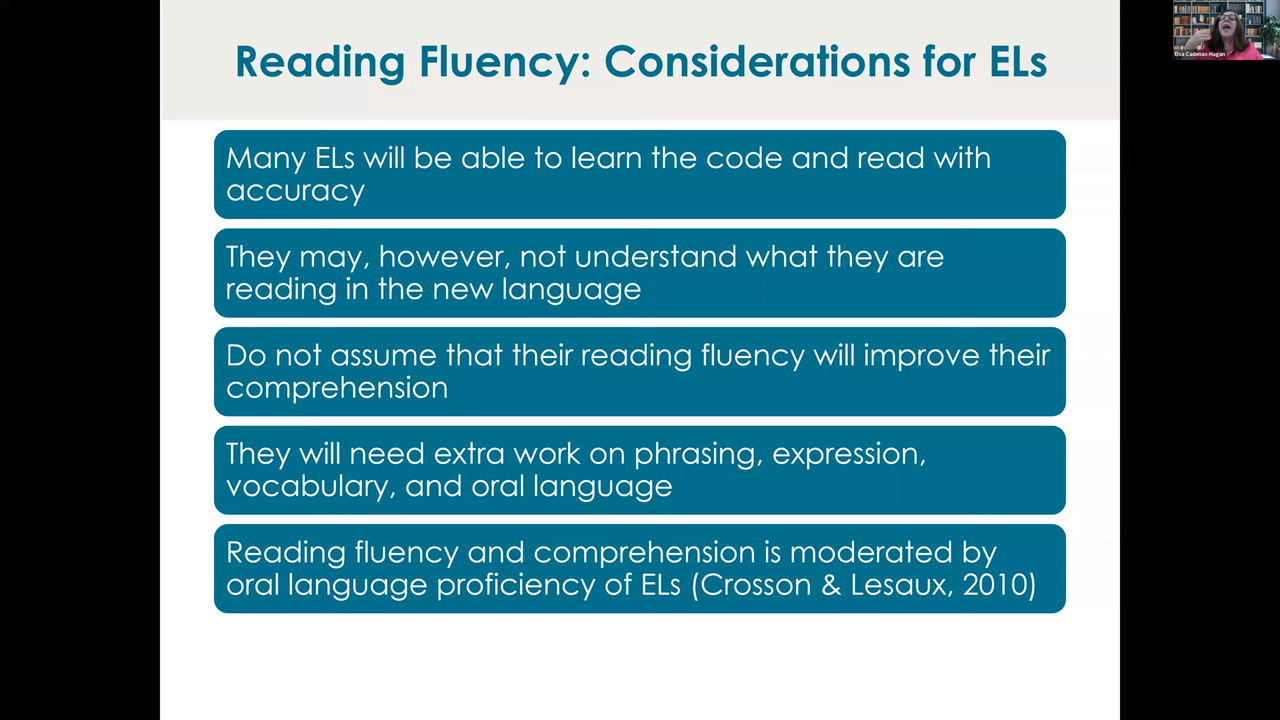 Reading Fluency: Considerations for ELs
Elsa Cádenas-Hagan
Many ELs will be able to learn the code and read with
accuracy
They may, however, not understand what they are
reading in the new language
Do not assume that their reading fluency will improve their
comprehension
They will need extra work on phrasing, expression,
vocabulary, and oral language
Reading fluency and comprehension is moderated by
oral language proficiency of ELs (Crosson & Lesaux, 2010)